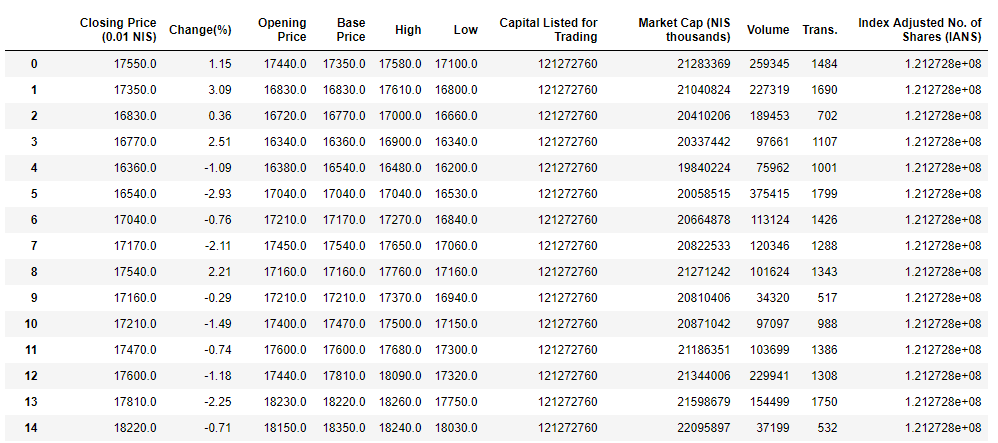 Closing Price (0.01 NIS) Change(%) Opening Price Base Price High Low Capital Listed for Trading Market Cap (NIS thousands) Volume Trans. Index Adjusted No. of Shares (IANS)
0 17550.0 1.15 17440.0 17350.0 17580.0 17100.0 121272760 21283369 259345 1484 1.212728e+08
1 17350.0 3.09 16830.0 16830.0 17610.0 16800.0 121272760 21040824 227319 1690 1.212728e+08
2 16830.0 0.36 16720.0 16770.0 17000.0 16660.0 121272760 20410206 189453 702 1.212728e+08
3 16770.0 2.51 16340.0 16360.0 16900.0 16340.0 121272760 20337442 97661 1107 1.212728e+08
4 16360.0 -1.09 16380.0 16540.0 16480.0 16200.0 121272760 19840224 75962 1001 1.212728e+08
5 16540.0 -2.93 17040.0 17040.0 17040.0 16530.0 121272760 20058515 375415 1799 1.212728e+08
6 17040.0 -0.76 17210.0 17170.0 17270.0 16840.0 121272760 20664878 113124 1426 1.212728e+08
7 17170.0 -2.11 17450.0 17540.0 17650.0 17060.0 121272760 20822533 120346 1288 1.212728e+08
8 17540.0 2.21 17160.0 17160.0 17760.0 17160.0 121272760 21271242 101624 1343 1.212728e+08
9 17160.0 -0.29 17210.0 17210.0 17370.0 16940.0 121272760 20810406 34320 517 1.212728e+08
10 17210.0 -1.49 17400.0 17470.0 17500.0 17150.0 121272760 20871042 97097 988 1.212728e+08
11 17470.0 -0.74 17600.0 17600.0 17680.0 17300.0 121272760 21186351 103699 1386 1.212728e+08
12 17600.0 -1.18 17440.0 17810.0 18090.0 17320.0 121272760 21344006 229941 1308 1.212728e+08
13 17810.0 -2.25 18230.0 18220.0 18260.0 17750.0 121272760 21598679 154499 1750 1.212728e+08
14 18220.0 -0.71 18150.0 18350.0 18240.0 18030.0 121272760 22095897 37199 532 1.212728e+08